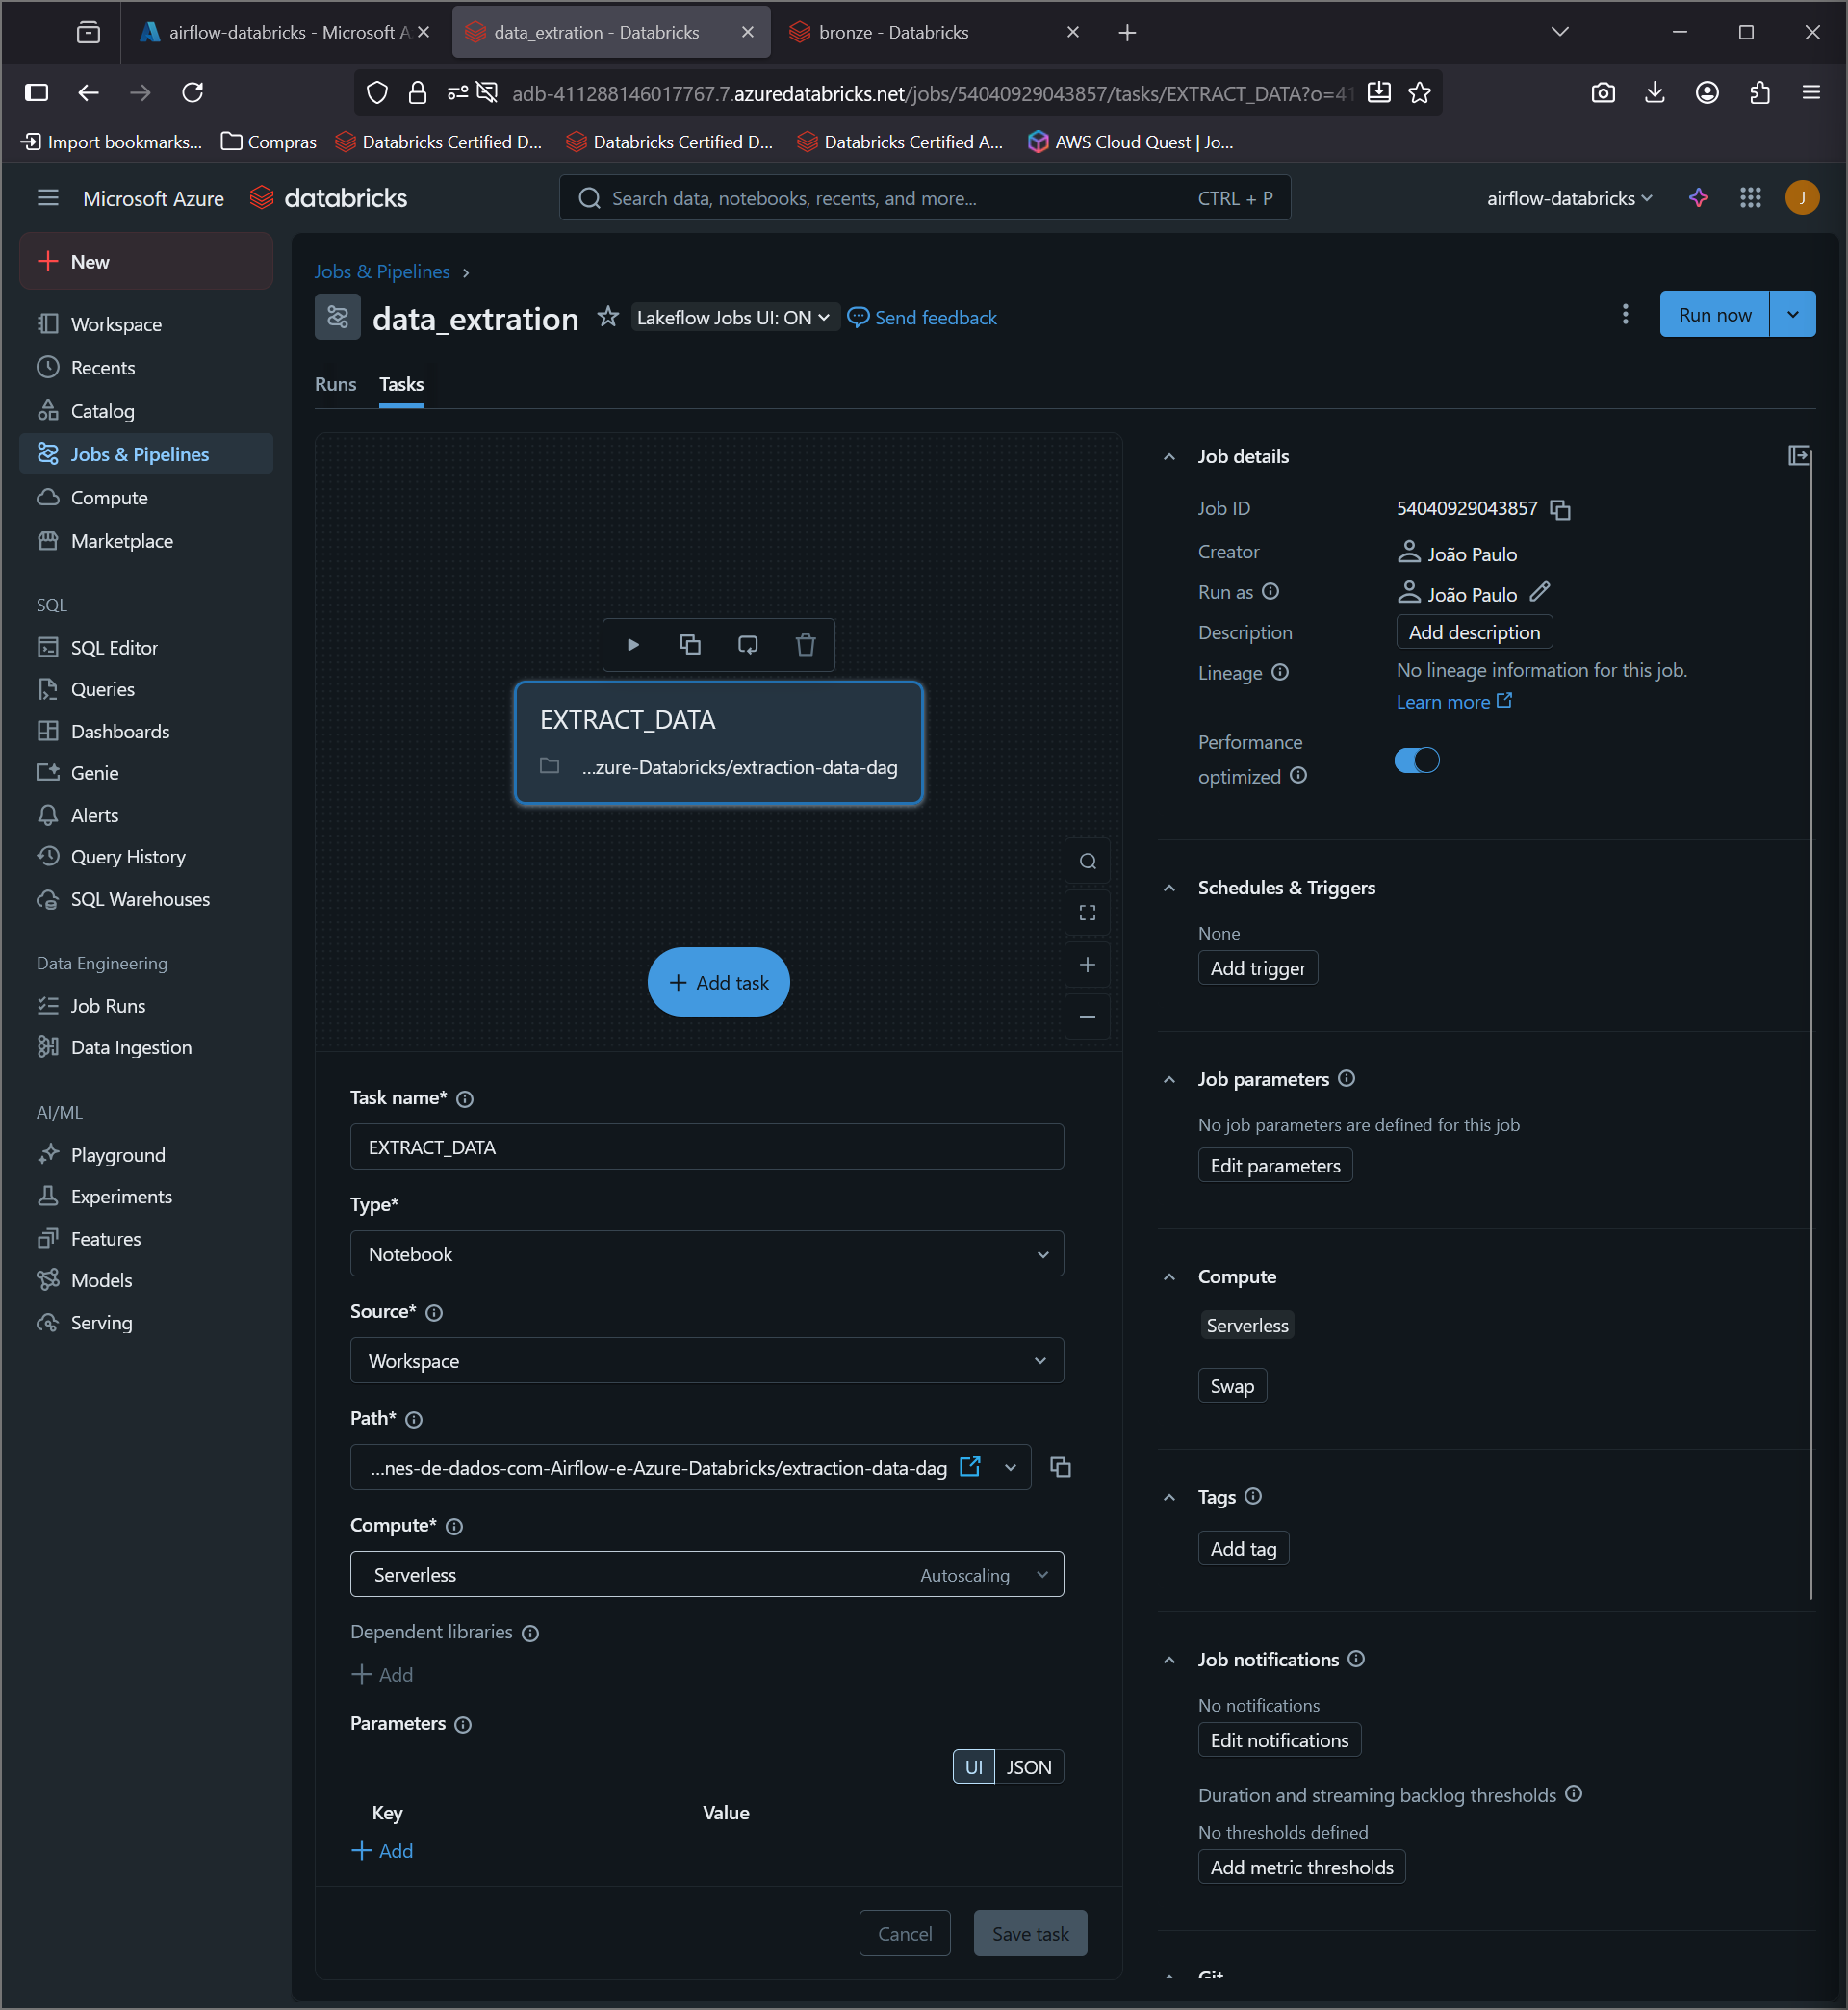 airflow-databricks - Microsoft A
data_extration - Databricks
bronze - Databricks
adb-411288146017767.7.azuredatabricks.net/jobs/54040929043857/tasks/EXTRACT_DATA?o=41
Import bookmarks...
Compras
Databricks Certified D...
Databricks Certified D...
Databricks Certified A...
AWS Cloud Quest | Jo...
Microsoft Azure
databricks
Search data, notebooks, recents, and more...
CTRL + P
airflow-databricks
J
New
Workspace
Recents
Catalog
Jobs & Pipelines
Compute
Marketplace
SQL
SQL Editor
Queries
Dashboards
Genie
Alerts
Query History
SQL Warehouses
Data Engineering
Job Runs
Data Ingestion
AI/ML
Playground
Experiments
Features
Models
Serving
Jobs & Pipelines
data_extration
Lakeflow Jobs UI: ON
Send feedback
Run now
Runs
Tasks
EXTRACT_DATA
...zure-Databricks/extraction-data-dag
+ Add task
Task name*
EXTRACT_DATA
Type*
Notebook
Source*
Workspace
Path*
...nes-de-dados-com-Airflow-e-Azure-Databricks/extraction-data-dag
Compute*
Serverless
Autoscaling
Dependent libraries
+ Add
Parameters
UI
JSON
Key
Value
+ Add
Cancel
Save task
Job details
Job ID
54040929043857
Creator
João Paulo
Run as
João Paulo
Description
Add description
Lineage
No lineage information for this job.
Learn more
Performance
optimized
Schedules & Triggers
None
Add trigger
Job parameters
No job parameters are defined for this job
Edit parameters
Compute
Serverless
Swap
Tags
Add tag
Job notifications
No notifications
Edit notifications
Duration and streaming backlog thresholds
No thresholds defined
Add metric thresholds
Git